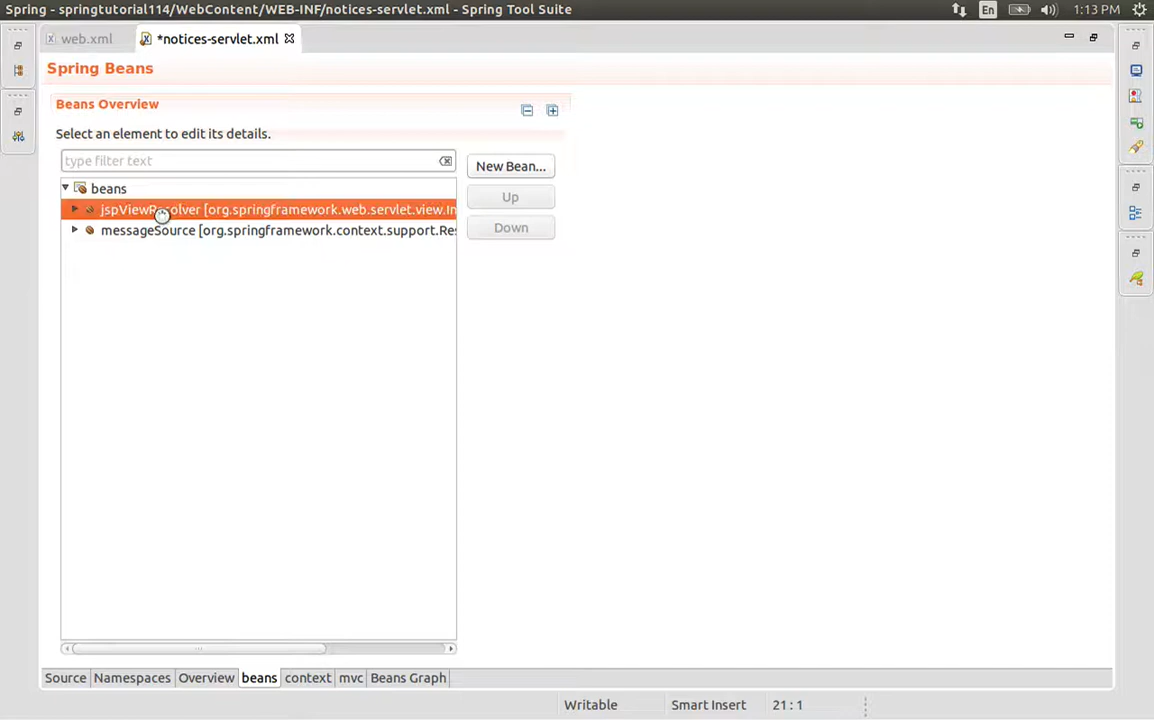 Spring - springtutorial114/WebContent/WEB-INF/notices-servlet.xml - Spring Tool Suite
En
1:13 PM
web.xml
*notices-servlet.xml
Spring Beans
Beans Overview
Select an element to edit its details.
type filter text
New Bean...
beans
Up
jspViewResolver [org.springframework.web.servlet.view.In
messageSource [org.springframework.context.support.Res
Down
Source
Namespaces
Overview
beans
context
mvc
Beans Graph
Writable
Smart Insert
21 : 1